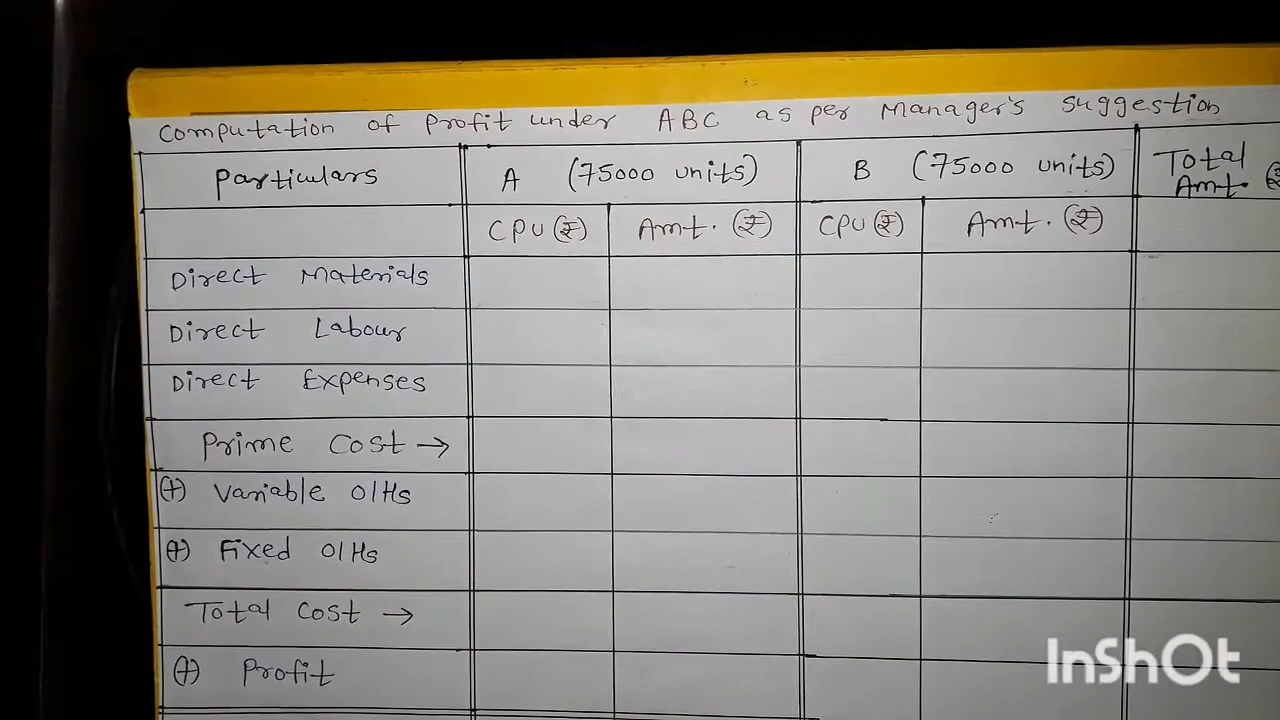 Computation of Profit under ABC as per Manager's suggestion
Particulars A (75000 units) B (75000 units) Total Amt. (₹
CPU (₹) Amt. (₹) CPU (₹) Amt. (₹)
Direct Materials
Direct Labour
Direct Expenses
Prime Cost →
(+) Variable O/Hs
(+) Fixed O/Hs
Total Cost →
(+) Profit
InShOt